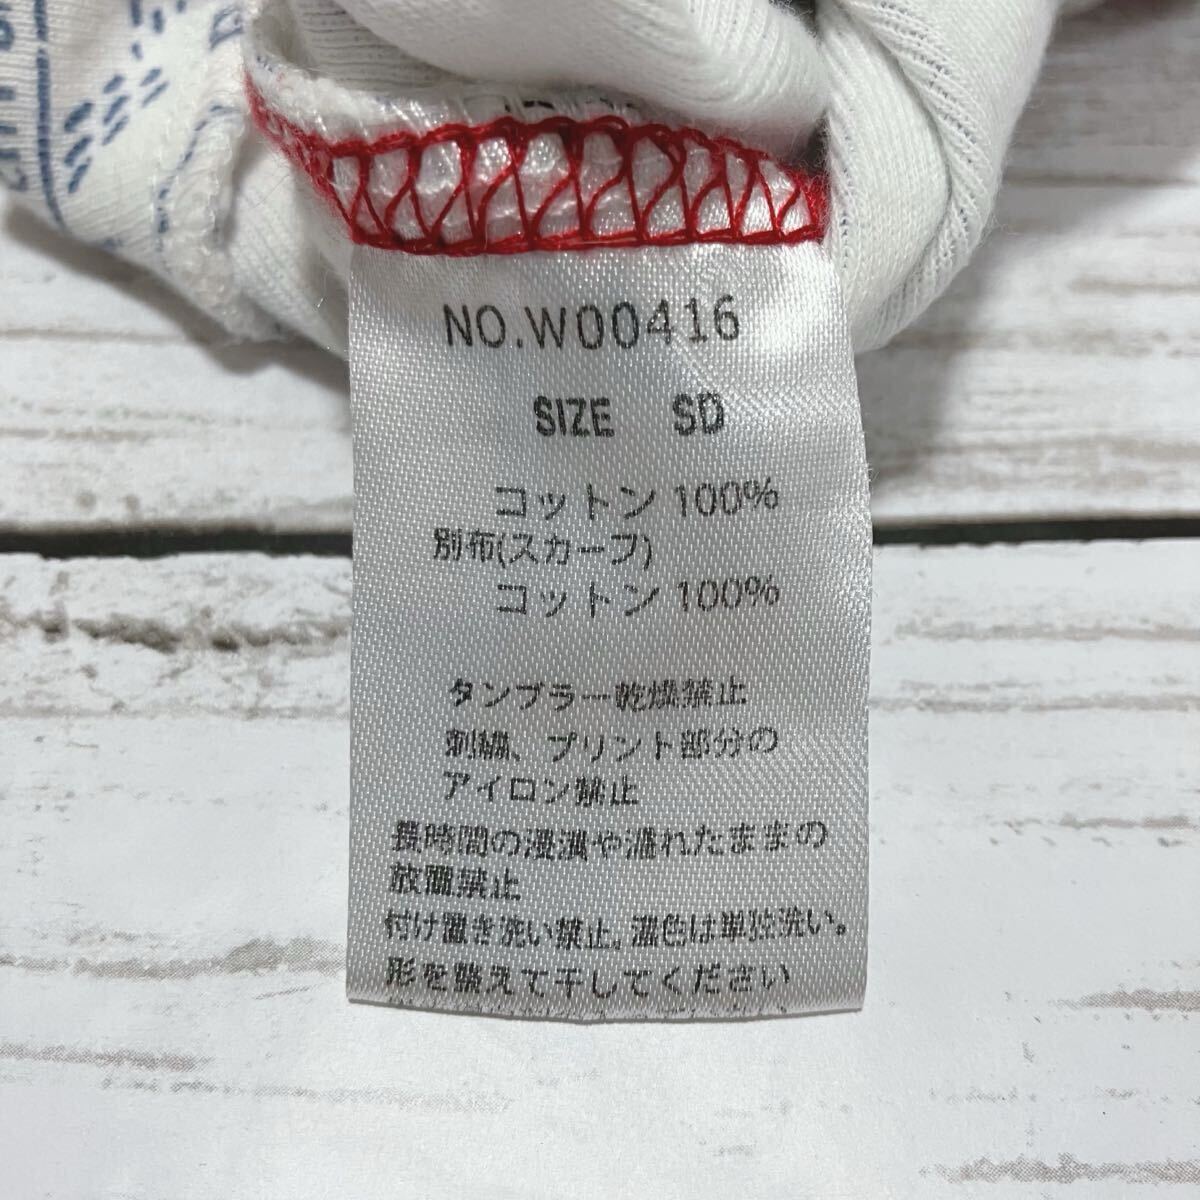 NO.W00416
SIZE SD
コットン 100%
別布(スカーフ)
コットン 100%
タンブラー乾燥禁止
刺繍、プリント部分の
アイロン禁止
長時間の浸漬や濡れたままの
放置禁止
付け置き洗い禁止。濃色は単独洗い。
形を整えて干してください